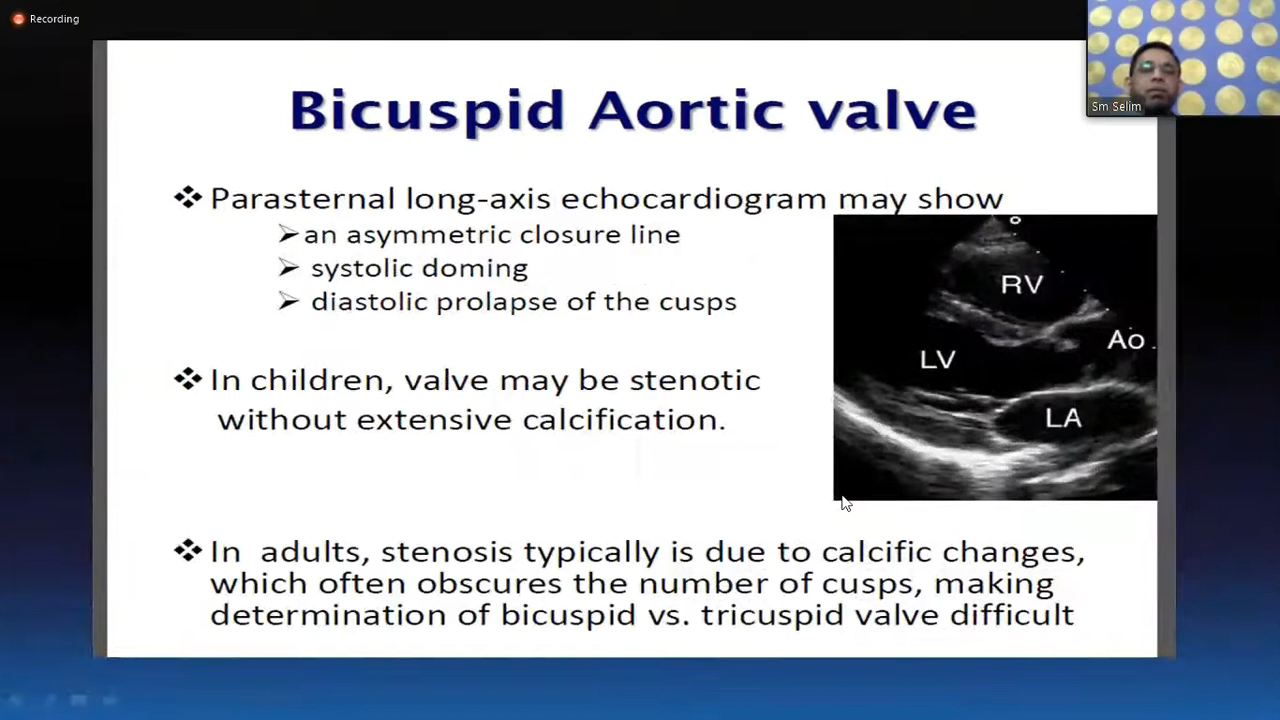 Recording
Sm Selim
Bicuspid Aortic valve
❖ Parasternal long-axis echocardiogram may show
➢ an asymmetric closure line
➢ systolic doming
➢ diastolic prolapse of the cusps
❖ In children, valve may be stenotic
without extensive calcification.
❖ In adults, stenosis typically is due to calcific changes,
which often obscures the number of cusps, making
determination of bicuspid vs. tricuspid valve difficult
RV
Ao
LV
LA